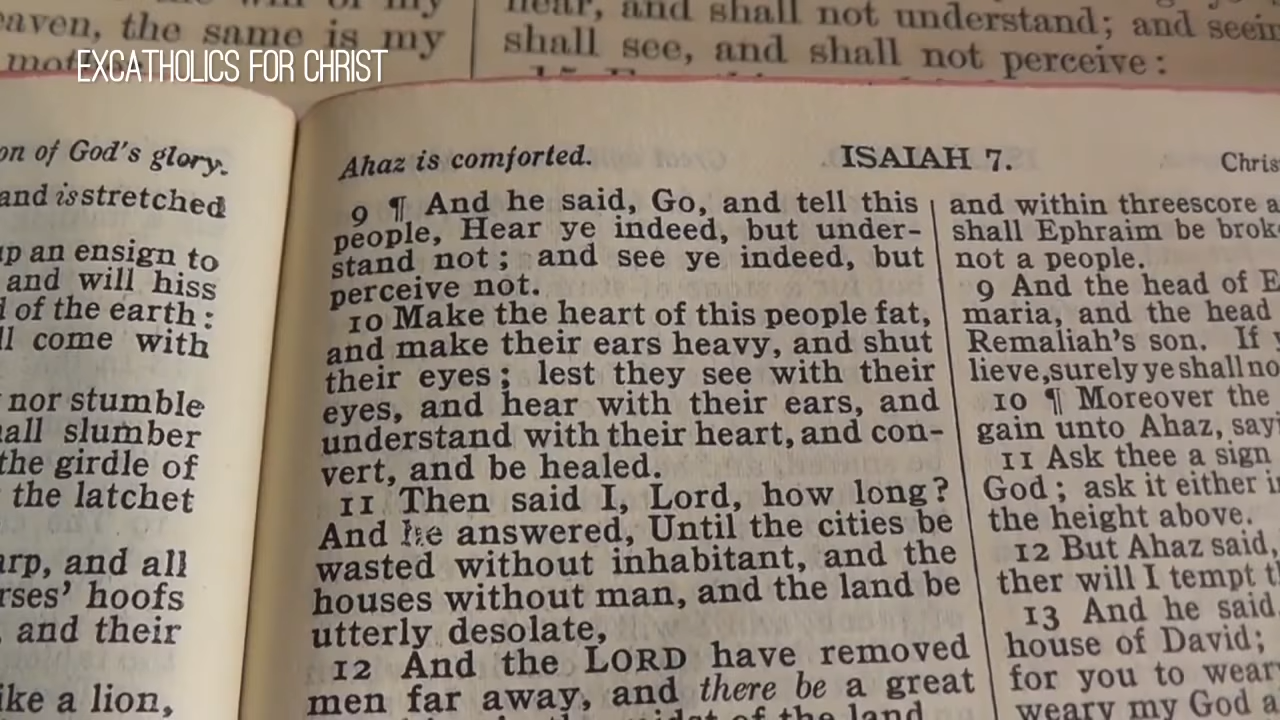 aven, the same is my
EXCATHOLICS FOR CHRIST
hear, and shall not understand; and seein
shall see, and shall not perceive:
on of God's glory.
and is stretched
up an ensign to
and will hiss
of the earth:
come with
nor stumble
all slumber
the girdle of
the latchet
arp, and all
rses' hoofs
, and their
ike a lion,
Ahaz is comforted.
ISAIAH 7.
Chris
9 ¶ And he said, Go, and tell this
people, Hear ye indeed, but under-
stand not; and see ye indeed, but
perceive not.
10 Make the heart of this people fat,
and make their ears heavy, and shut
their eyes; lest they see with their
eyes, and hear with their ears, and
understand with their heart, and con-
vert, and be healed.
11 Then said I, Lord, how long?
And he answered, Until the cities be
wasted without inhabitant, and the
houses without man, and the land be
utterly desolate,
12 And the LORD have removed
men far away, and there be a great
of the land
and within threescore a
shall Ephraim be brok
not a people.
9 And the head of E
maria, and the head
Remaliah's son. If y
lieve, surely ye shall no
10 ¶ Moreover the
gain unto Ahaz, sayi
11 Ask thee a sign
God; ask it either i
the height above.
12 But Ahaz said,
ther will I tempt t
13 And he said
house of David;
for you to weary
weary my God a